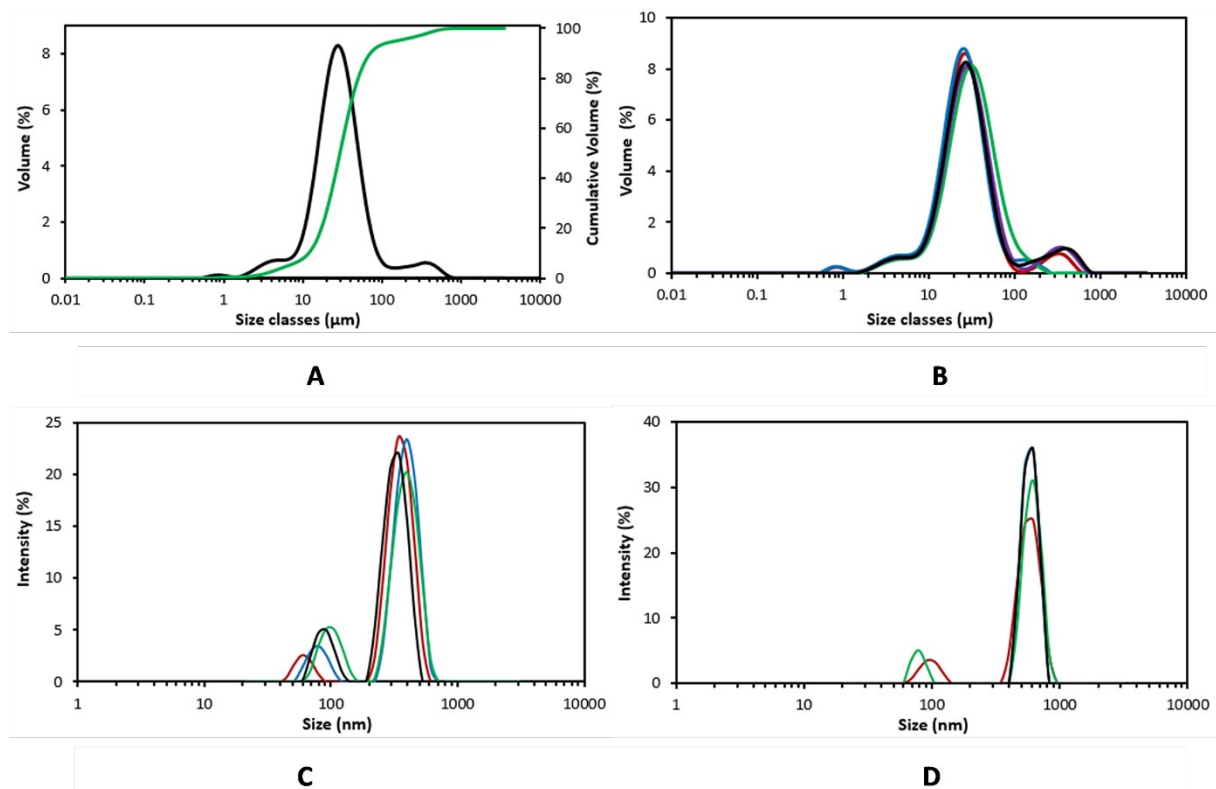 Volume (%)
8
6
4
2
0
100
80
60
40
20
0
Cumulative Volume (%)
0.01 0.1 1 10 100 1000 10000
Size classes (µm)
Volume (%)
10
8
6
4
2
0
0.01 0.1 1 10 100 1000 10000
Size classes (µm)
A
B
Intensity (%)
25
20
15
10
5
0
1 10 100 1000 10000
Size (nm)
Intensity (%)
40
30
20
10
0
1 10 100 1000 10000
Size (nm)
C
D